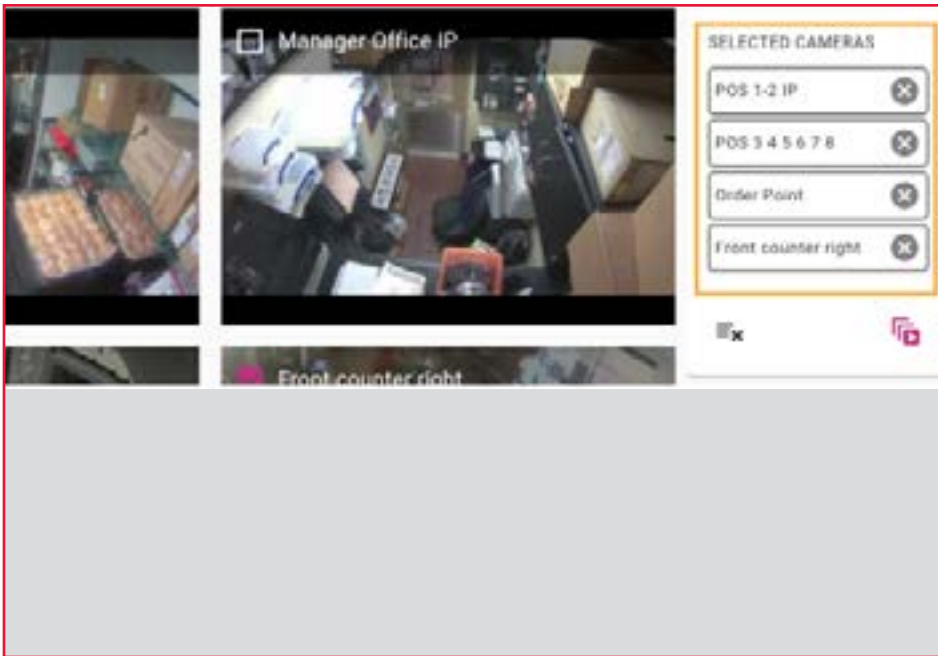 Manager Office IP
SELECTED CAMERAS
POS 1-2 IP
POS 3 4 5 6 7 8
Order Point
Front counter right
Front counter right